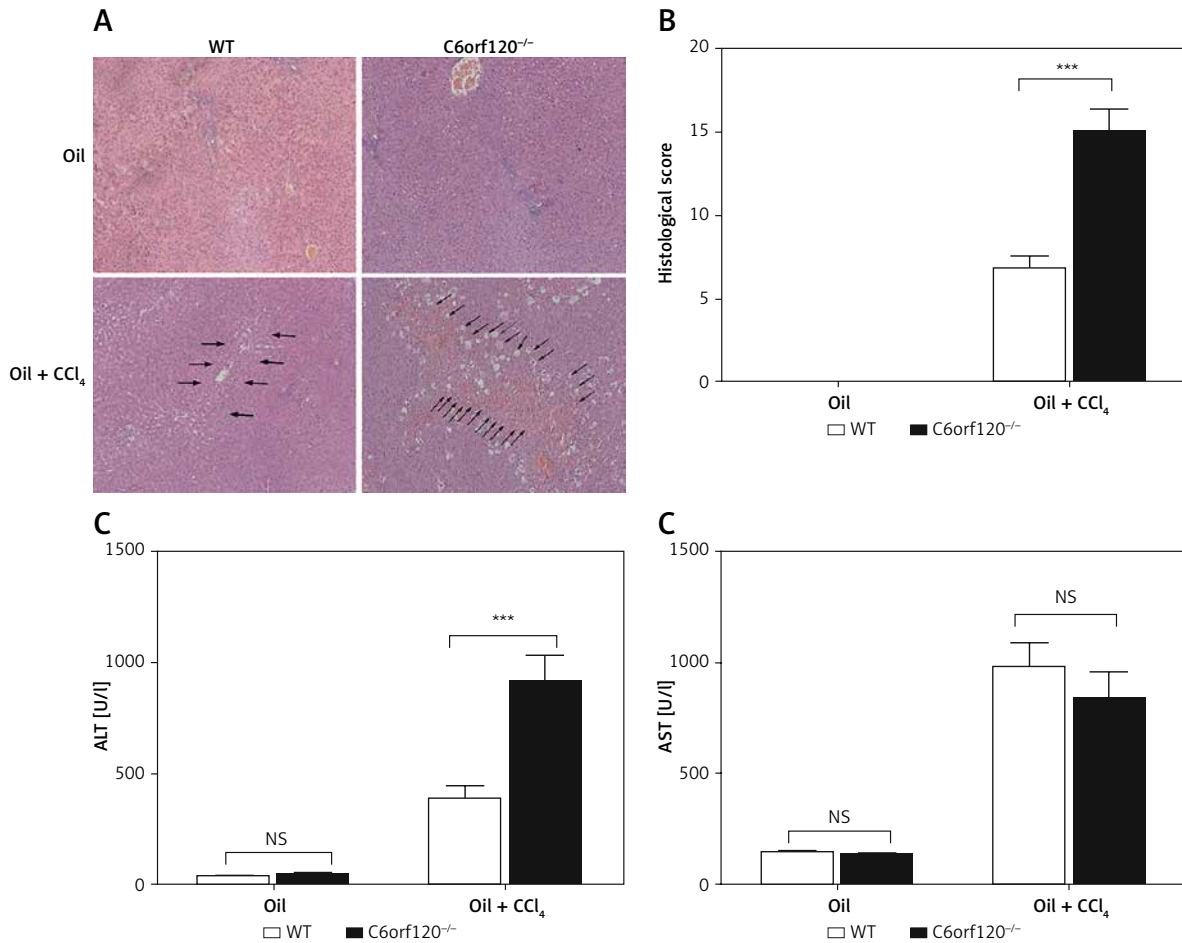 A
WT
C6orf120⁻/⁻
Oil
Oil + CCl₄
B
Histological score
20
15
10
5
0
***
Oil
Oil + CCl₄
WT
C6orf120⁻/⁻
C
ALT [U/l]
1500
1000
500
0
NS
***
Oil
Oil + CCl₄
WT
C6orf120⁻/⁻
C
AST [U/l]
1500
1000
500
0
NS
NS
Oil
Oil + CCl₄
WT
C6orf120⁻/⁻